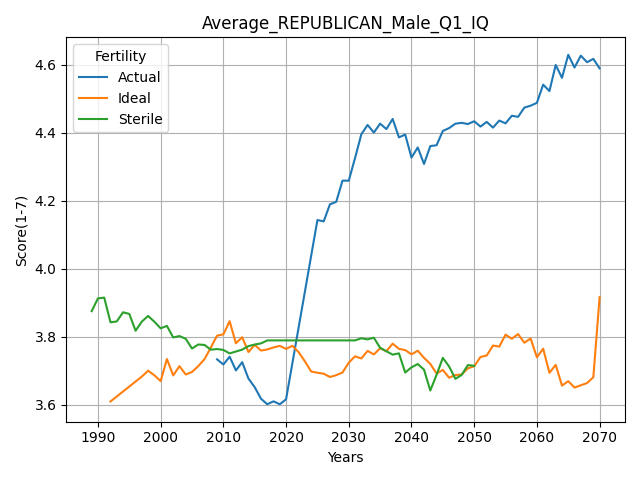 Average_REPUBLICAN_Male_Q1_IQ
Fertility
Actual
Ideal
Sterile
Score(1-7)
4.6
4.4
4.2
4.0
3.8
3.6
1990 2000 2010 2020 2030 2040 2050 2060 2070
Years